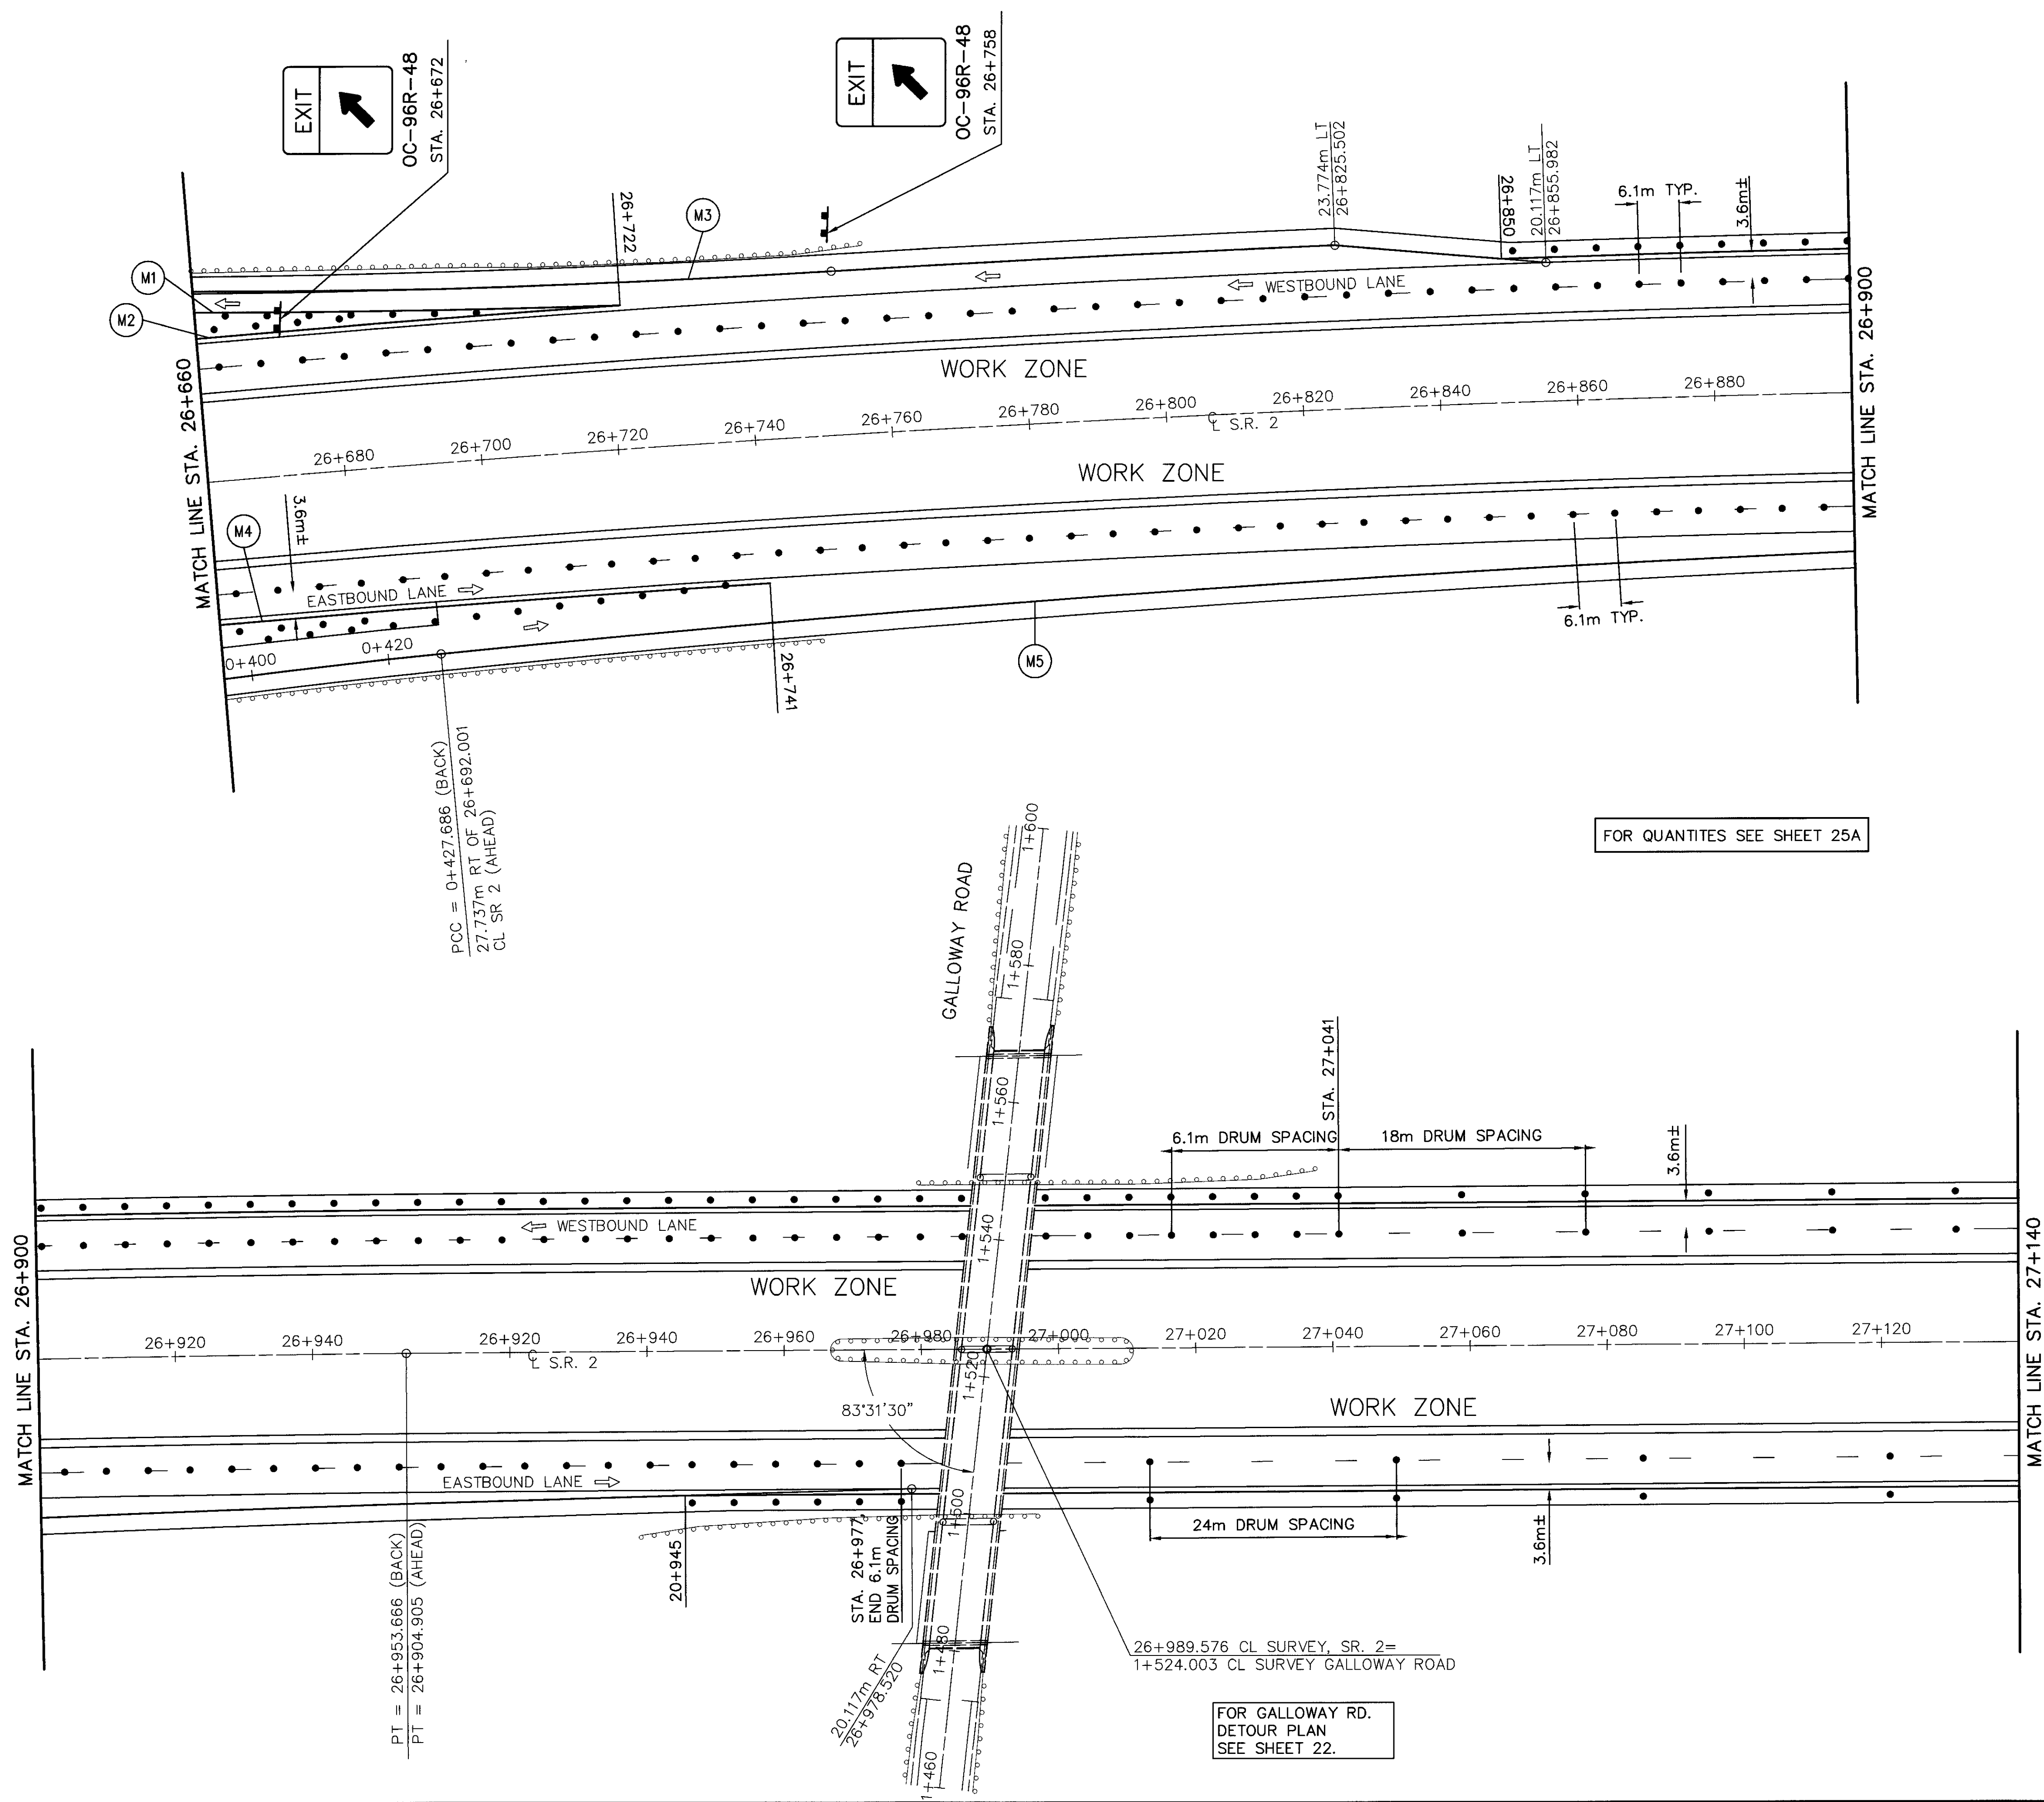 EXIT
OC-96R-48
STA. 26+672
EXIT
OC-96R-48
STA. 26+758
23.774m LT
26+825.502
26+850
20.117m LT
26+855.982
6.1m TYP.
3.6m±
26+722
M3
M1
M2
WESTBOUND LANE
WORK ZONE
MATCH LINE STA. 26+660
MATCH LINE STA. 26+900
26+680
26+700
26+720
26+740
26+760
26+780
26+800
26+820
26+840
26+860
26+880
℄ S.R. 2
WORK ZONE
3.6m±
M4
EASTBOUND LANE
0+400
0+420
26+741
M5
6.1m TYP.
PCC = 0+427.686 (BACK)
27.737m RT OF 26+692.001
CL SR 2 (AHEAD)
FOR QUANTITES SEE SHEET 25A
GALLOWAY ROAD
1+600
1+580
1+560
1+540
1+520
1+500
1+480
1+460
STA. 27+041
6.1m DRUM SPACING
18m DRUM SPACING
3.6m±
WESTBOUND LANE
WORK ZONE
MATCH LINE STA. 26+900
MATCH LINE STA. 27+140
26+920
26+940
26+920
26+940
26+960
26+980
27+000
27+020
27+040
27+060
27+080
27+100
27+120
℄ S.R. 2
83°31'30"
WORK ZONE
EASTBOUND LANE
24m DRUM SPACING
3.6m±
PT = 26+953.666 (BACK)
PT = 26+904.905 (AHEAD)
20+945
STA. 26+977
END 6.1m
DRUM SPACING
20.117m RT
26+978.520
26+989.576 CL SURVEY, SR. 2=
1+524.003 CL SURVEY GALLOWAY ROAD
FOR GALLOWAY RD.
DETOUR PLAN
SEE SHEET 22.